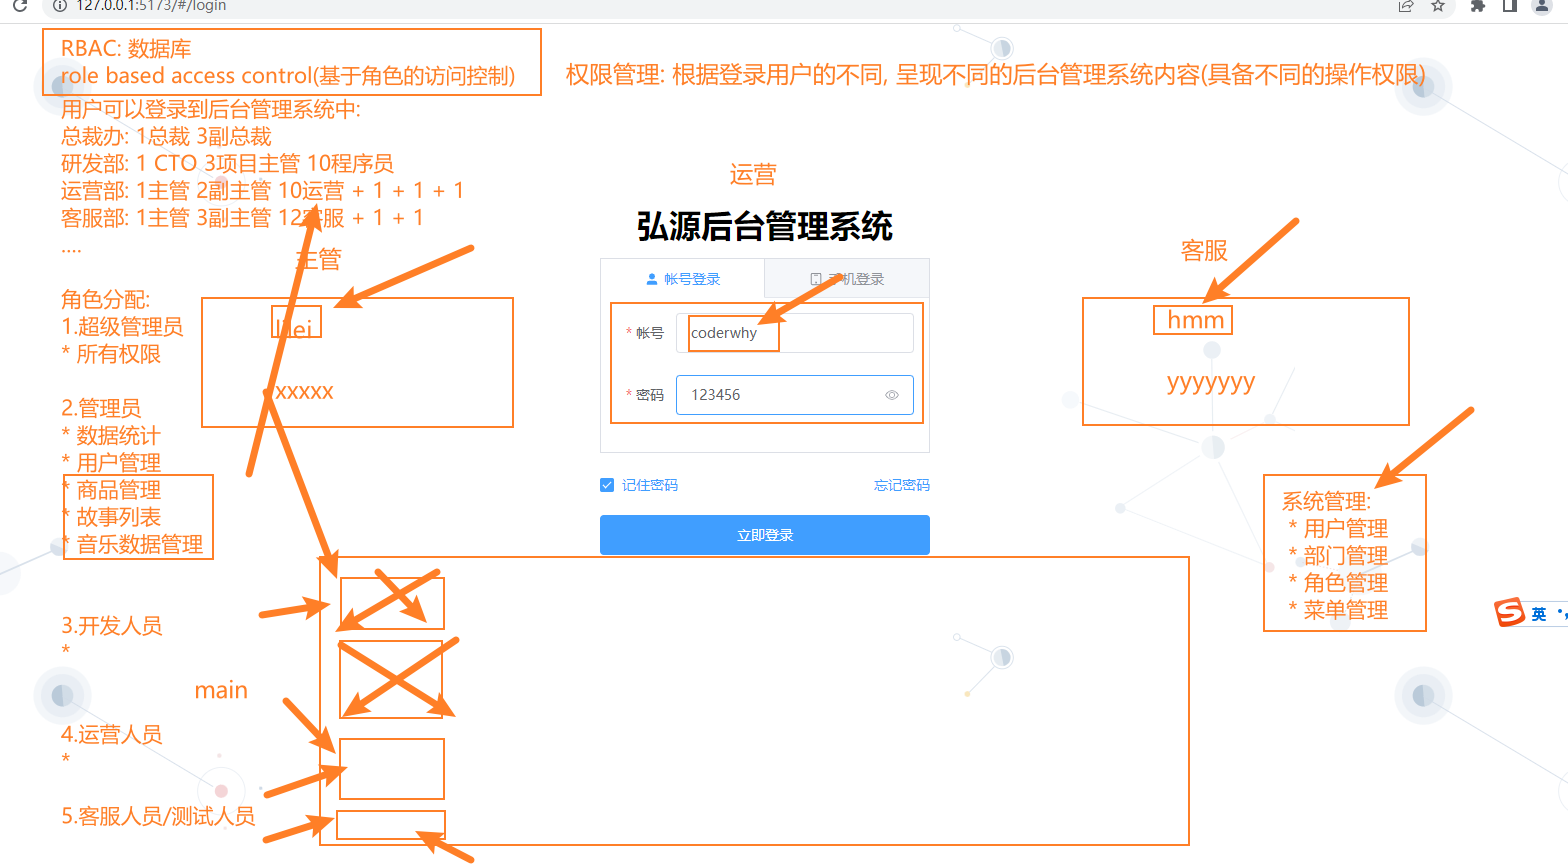 127.0.0.1:5173/#/login
RBAC: 数据库
role based access control(基于角色的访问控制)
权限管理: 根据登录用户的不同, 呈现不同的后台管理系统内容(具备不同的操作权限)
用户可以登录到后台管理系统中:
总裁办: 1总裁 3副总裁
研发部: 1 CTO 3项目主管 10程序员
运营部: 1主管 2副主管 10运营 + 1 + 1 + 1
客服部: 1主管 3副主管 12客服 + 1 + 1
....
角色分配:
1.超级管理员
* 所有权限
2.管理员
* 数据统计
* 用户管理
* 商品管理
* 故事列表
* 音乐数据管理
3.开发人员
*
4.运营人员
*
5.客服人员/测试人员
主管
xxxxx
main
运营
弘源后台管理系统
帐号登录
手机登录
* 帐号 coderwhy
* 密码 123456
记住密码 忘记密码
立即登录
客服
hmm
yyyyyyy
系统管理:
* 用户管理
* 部门管理
* 角色管理
* 菜单管理
英